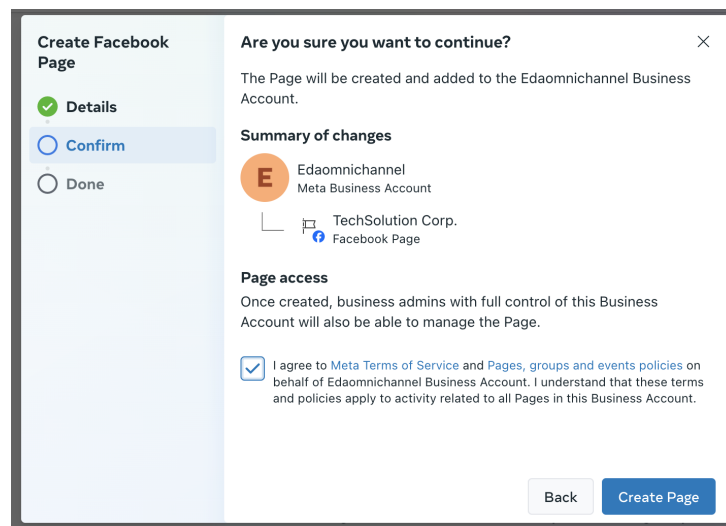 Create Facebook
Page
Details
Confirm
Done
Are you sure you want to continue?
The Page will be created and added to the Edaomnichannel Business
Account.
Summary of changes
E
Edaomnichannel
Meta Business Account
TechSolution Corp.
Facebook Page
Page access
Once created, business admins with full control of this Business
Account will also be able to manage the Page.
I agree to Meta Terms of Service and Pages, groups and events policies on
behalf of Edaomnichannel Business Account. I understand that these terms
and policies apply to activity related to all Pages in this Business Account.
Back
Create Page